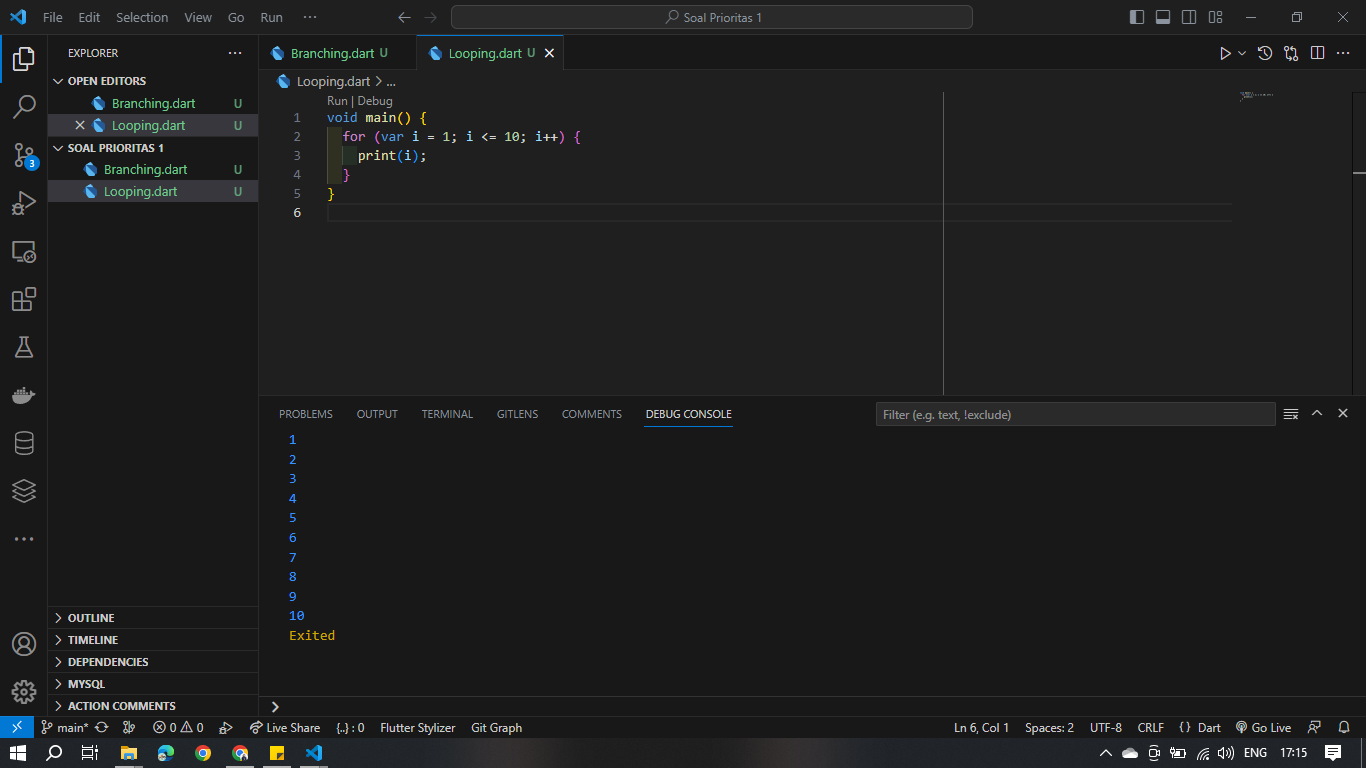 File Edit Selection View Go Run ··· Soal Prioritas 1
EXPLORER ···
OPEN EDITORS
Branching.dart U
Looping.dart U
SOAL PRIORITAS 1
Branching.dart U
Looping.dart U
OUTLINE
TIMELINE
DEPENDENCIES
MYSQL
ACTION COMMENTS
3
Branching.dart U Looping.dart U
Looping.dart > ...
Run | Debug
1 void main() {
2 for (var i = 1; i <= 10; i++) {
3 print(i);
4 }
5 }
6
PROBLEMS OUTPUT TERMINAL GITLENS COMMENTS DEBUG CONSOLE Filter (e.g. text, !exclude)
1
2
3
4
5
6
7
8
9
10
Exited
main* 0 0 Live Share {..} : 0 Flutter Stylizer Git Graph Ln 6, Col 1 Spaces: 2 UTF-8 CRLF { } Dart Go Live
ENG 17:15